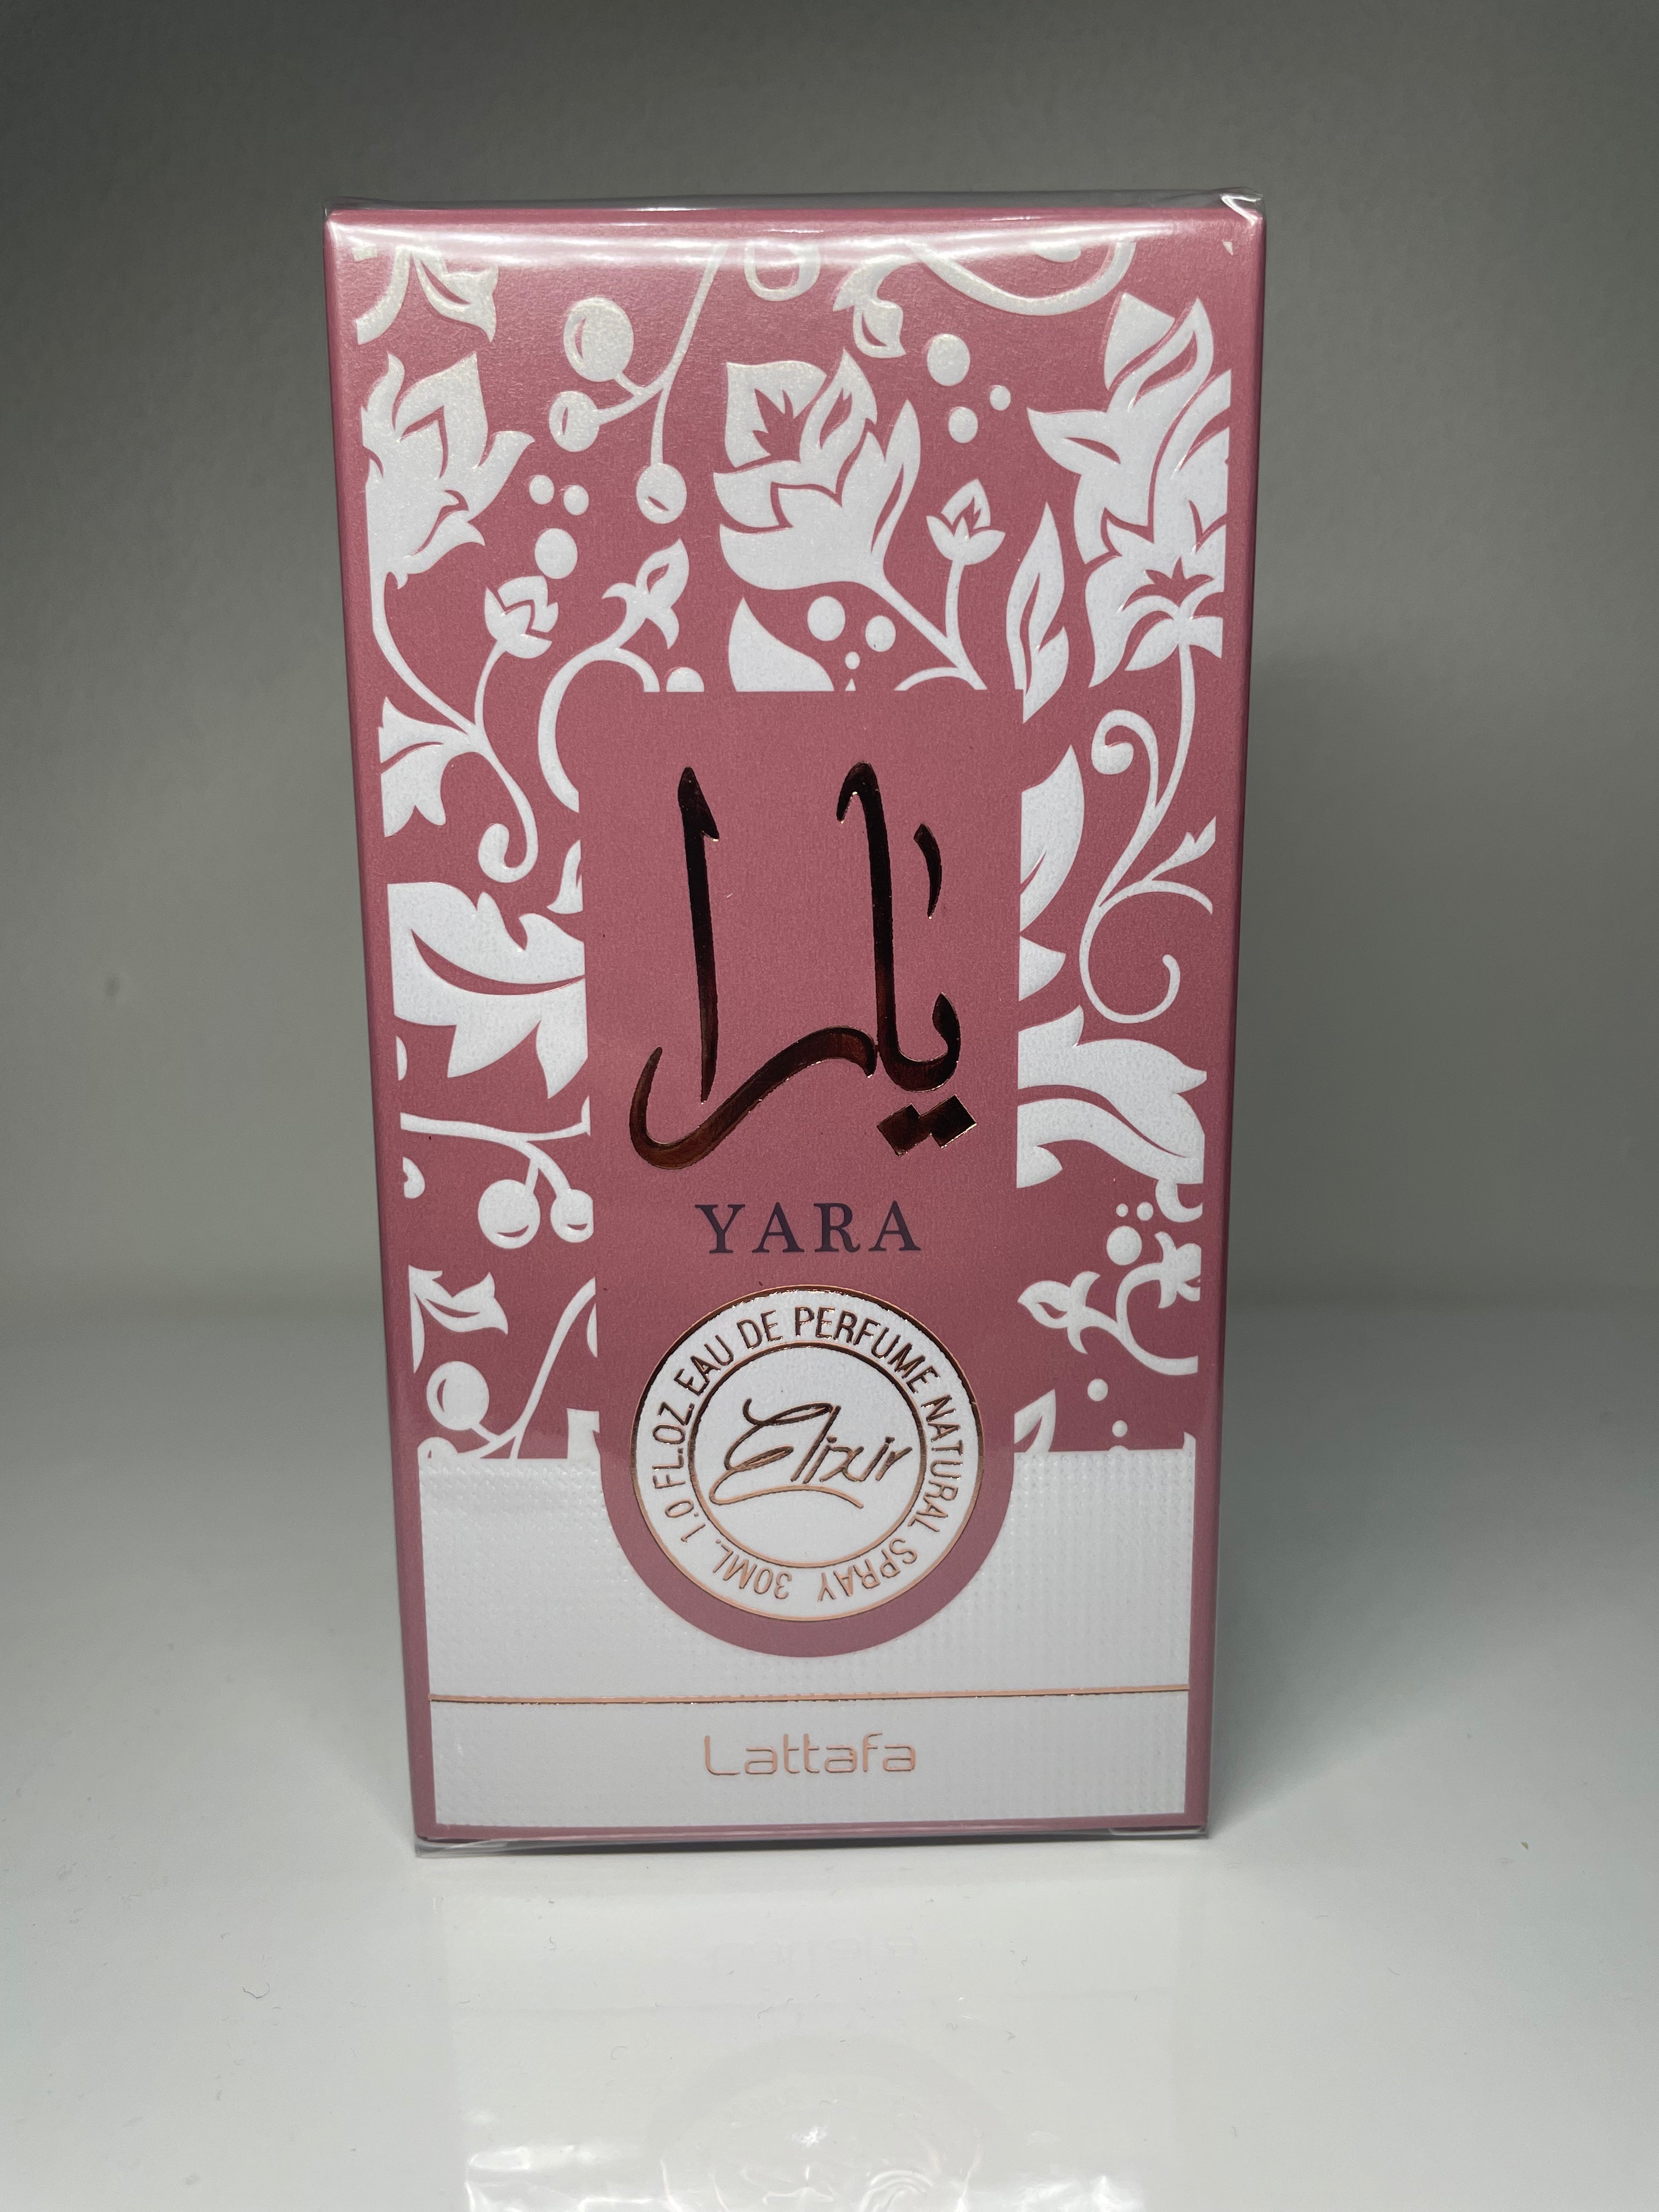 يارا
YARA
EAU DE PERFUME NATURAL SPRAY 30ML. 1.0 FL.OZ.
Elixir
Lattafa